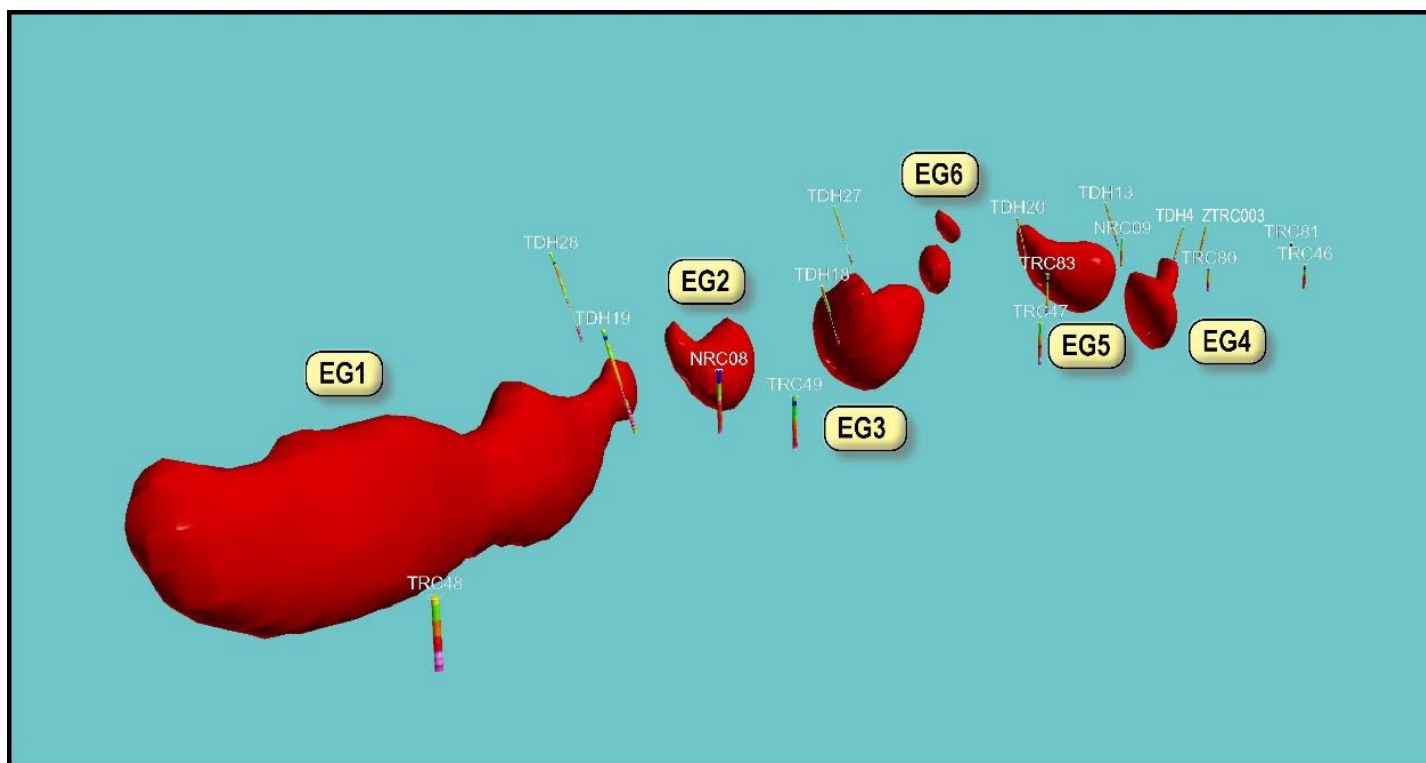 EG6
TDH27
TDH13
TDH20
TDH4 ZTRC003
NRC09
TRC81
TDH28
TRC83
TRC80
TRC46
EG2
TDH18
TDH19
TRC47
EG5
EG4
NRC08
EG1
TRC49
EG3
TRC48